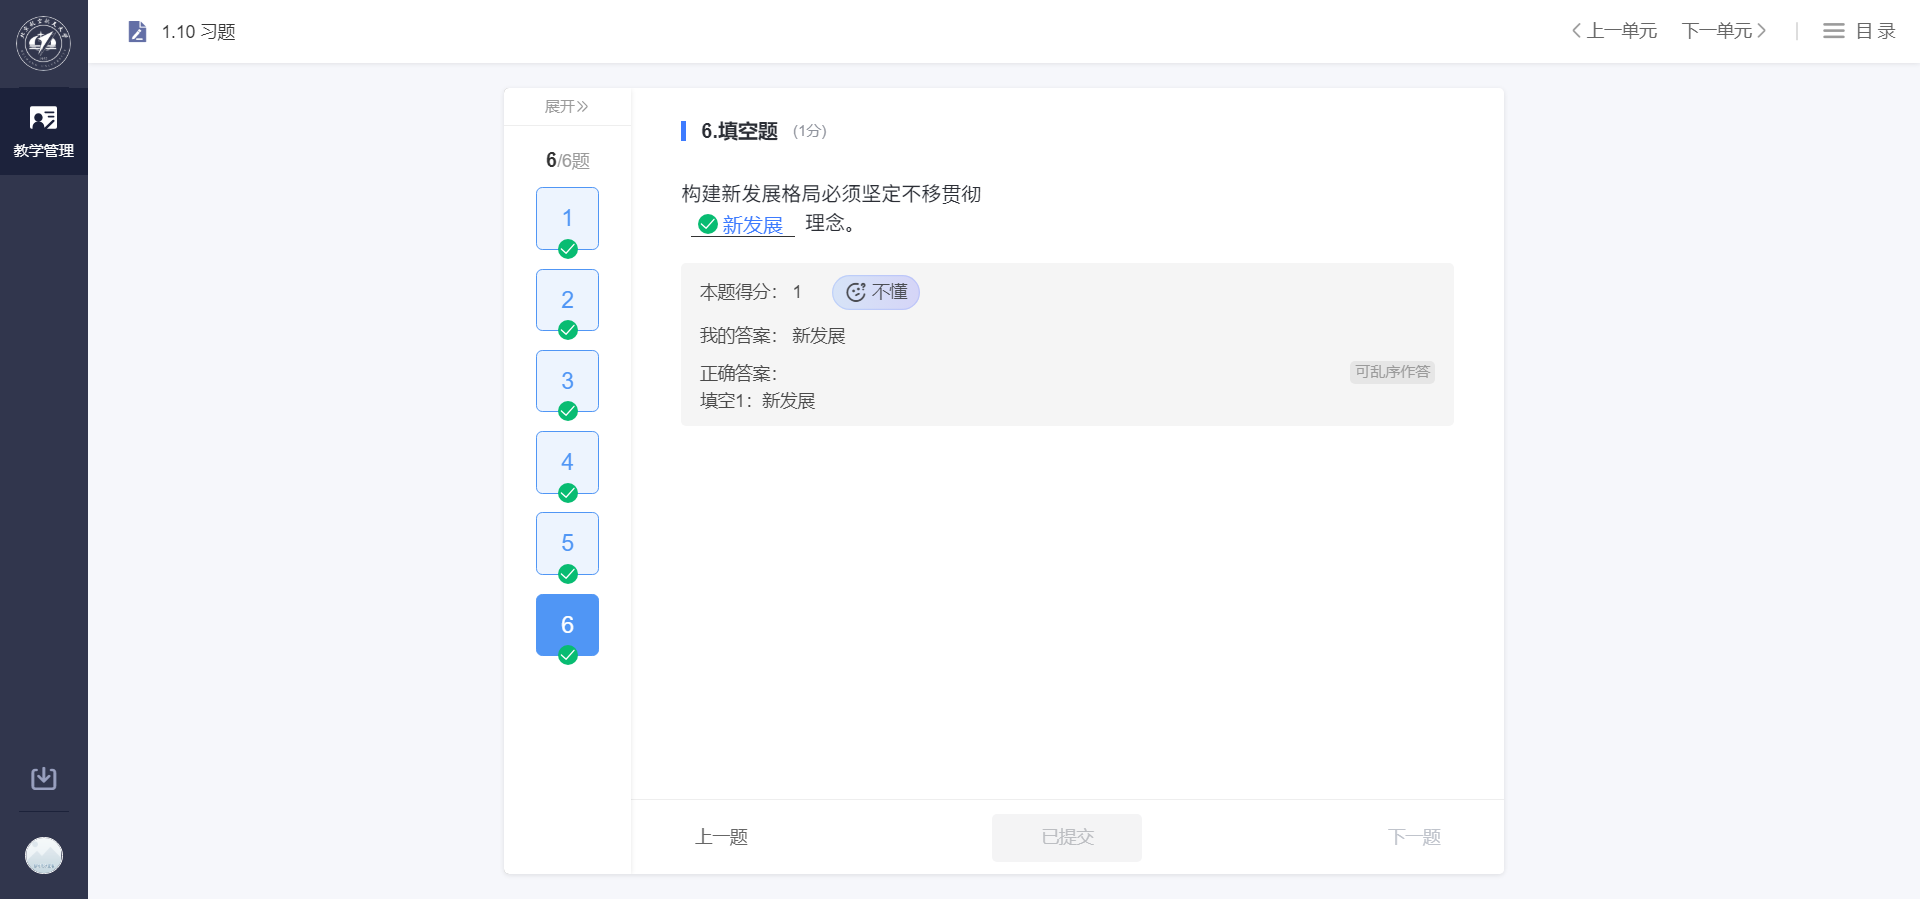 1.10 习题
上一单元
下一单元
目录
教学管理
展开
6/6题
1
2
3
4
5
6
6.填空题 (1分)
构建新发展格局必须坚定不移贯彻
新发展 理念。
本题得分： 1 不懂
我的答案： 新发展
正确答案：
可乱序作答
填空1：新发展
上一题
已提交
下一题